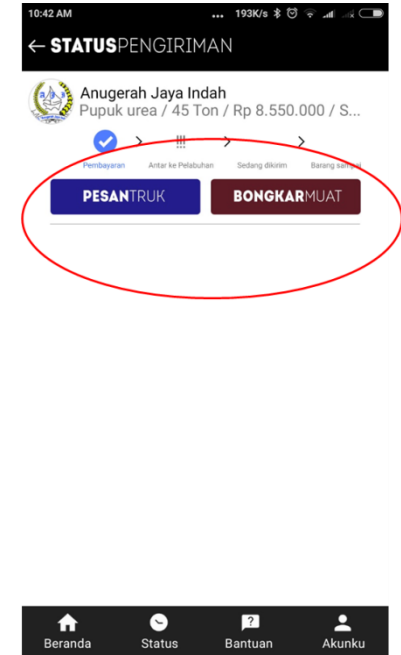 10:42 AM ... 193K/s
← STATUSPENGIRIMAN
Anugerah Jaya Indah
Pupuk urea / 45 Ton / Rp 8.550.000 / S...
Pembayaran Antar ke Pelabuhan Sedang dikirim Barang sampai
PESANTRUK BONGKARMUAT
Beranda Status Bantuan Akunku